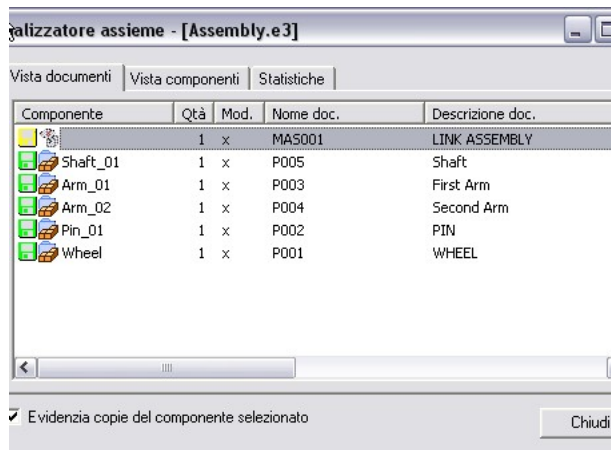 alizzatore assieme - [Assembly.e3]
Vista documenti Vista componenti Statistiche
Componente Qtà Mod. Nome doc. Descrizione doc.
1 x MAS001 LINK ASSEMBLY
Shaft_01 1 x P005 Shaft
Arm_01 1 x P003 First Arm
Arm_02 1 x P004 Second Arm
Pin_01 1 x P002 PIN
Wheel 1 x P001 WHEEL
Evidenzia copie del componente selezionato Chiudi